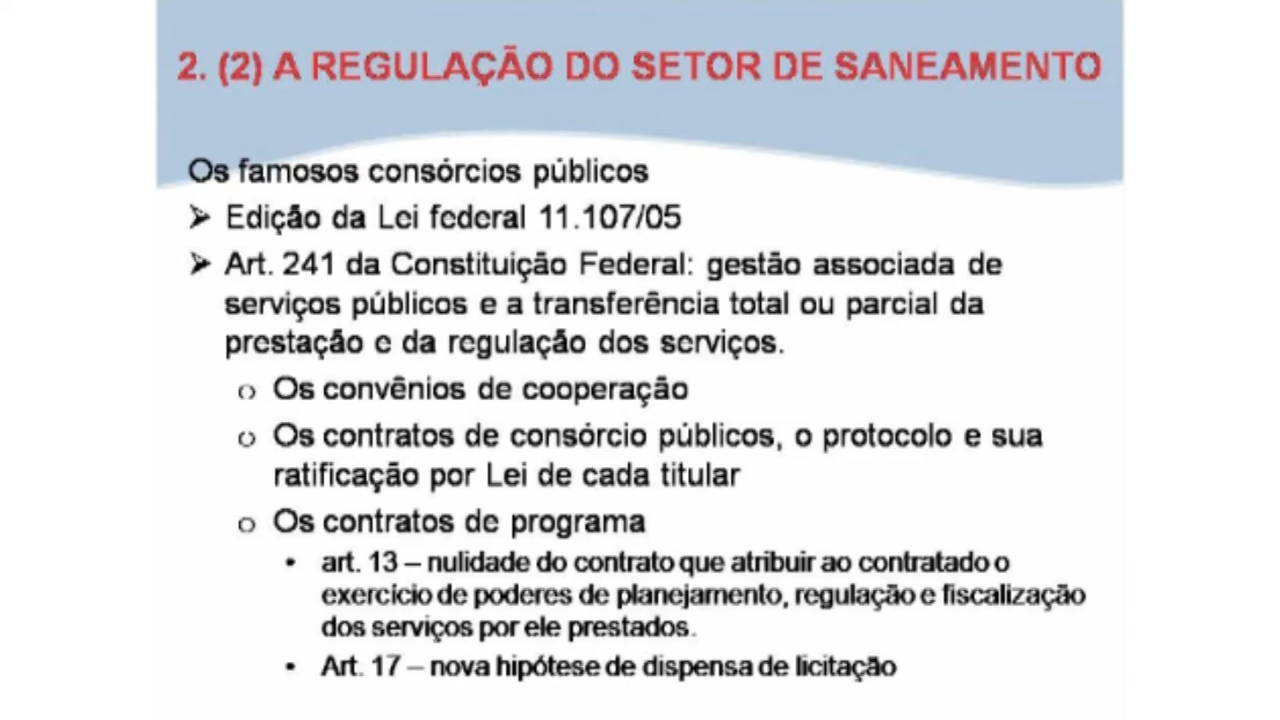 2. (2) A REGULAÇÃO DO SETOR DE SANEAMENTO
Os famosos consórcios públicos
➢ Edição da Lei federal 11.107/05
➢ Art. 241 da Constituição Federal: gestão associada de
serviços públicos e a transferência total ou parcial da
prestação e da regulação dos serviços.
o Os convênios de cooperação
o Os contratos de consórcio públicos, o protocolo e sua
ratificação por Lei de cada titular
o Os contratos de programa
• art. 13 – nulidade do contrato que atribuir ao contratado o
exercício de poderes de planejamento, regulação e fiscalização
dos serviços por ele prestados.
• Art. 17 – nova hipótese de dispensa de licitação